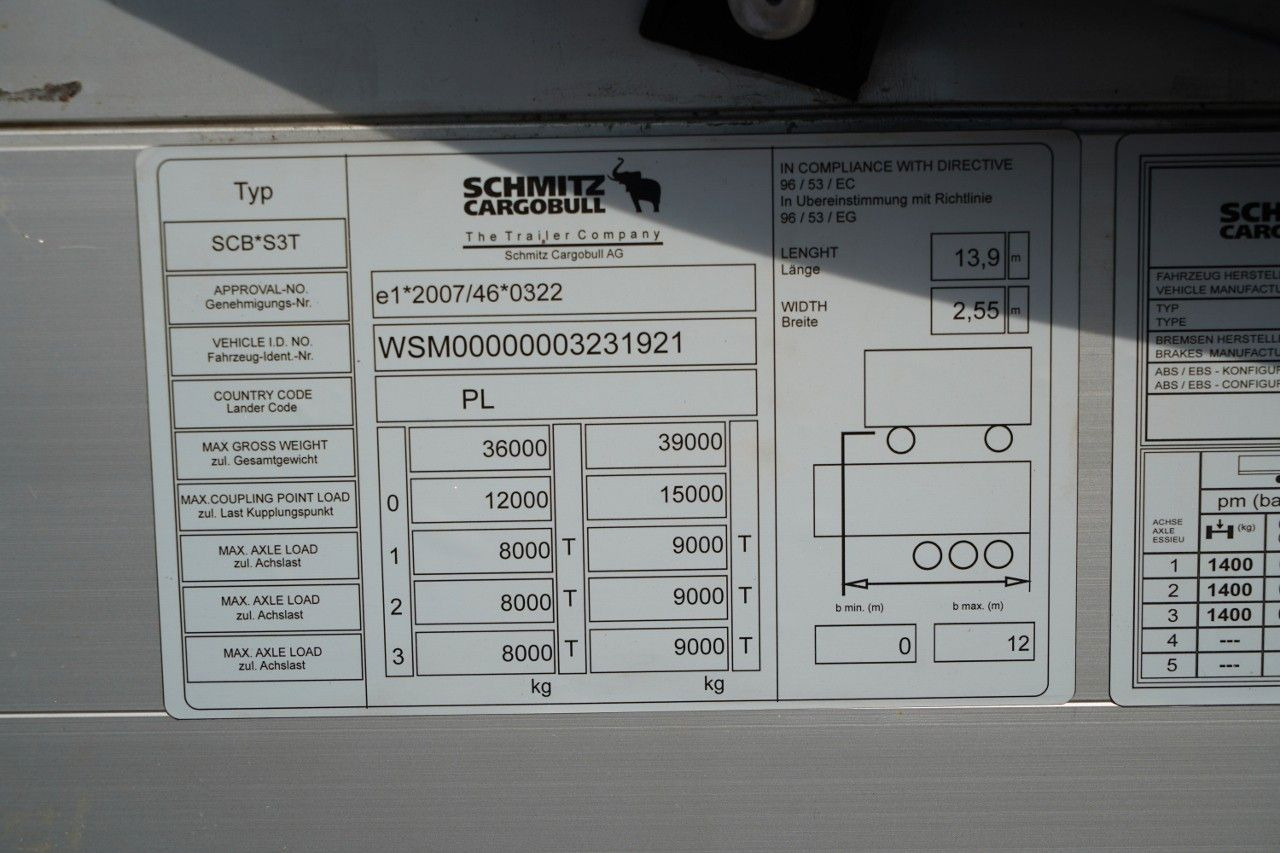 Typ
SCB*S3T
APPROVAL-NO.
Genehmigungs-Nr.
VEHICLE I.D. NO.
Fahrzeug-Ident.-Nr.
COUNTRY CODE
Lander Code
MAX GROSS WEIGHT
zul. Gesamtgewicht
MAX.COUPLING POINT LOAD
zul. Last Kupplungspunkt
MAX. AXLE LOAD
zul. Achslast
MAX. AXLE LOAD
zul. Achslast
MAX. AXLE LOAD
zul. Achslast
SCHMITZ
CARGOBULL
The Trailer Company
Schmitz Cargobull AG
e1*2007/46*0322
WSM00000003231921
PL
36000 39000
0 12000 15000
1 8000 T 9000 T
2 8000 T 9000 T
3 8000 T 9000 T
kg kg
IN COMPLIANCE WITH DIRECTIVE
96 / 53 / EC
In Ubereinstimmung mit Richtlinie
96 / 53 / EG
LENGHT
Länge
13,9 m
WIDTH
Breite
2,55 m
b min. (m) b max. (m)
0 12
SCH
CARG
FAHRZEUG HERSTEL
VEHICLE MANUFACTU
TYP
TYPE
BREMSEN HERSTELLE
BRAKES MANUFACTU
ABS / EBS - KONFIGUR
ABS / EBS - CONFIGUR
pm (ba
ACHSE
AXLE
ESSIEU
(kg)
1 1400
2 1400
3 1400
4 ---
5 ---